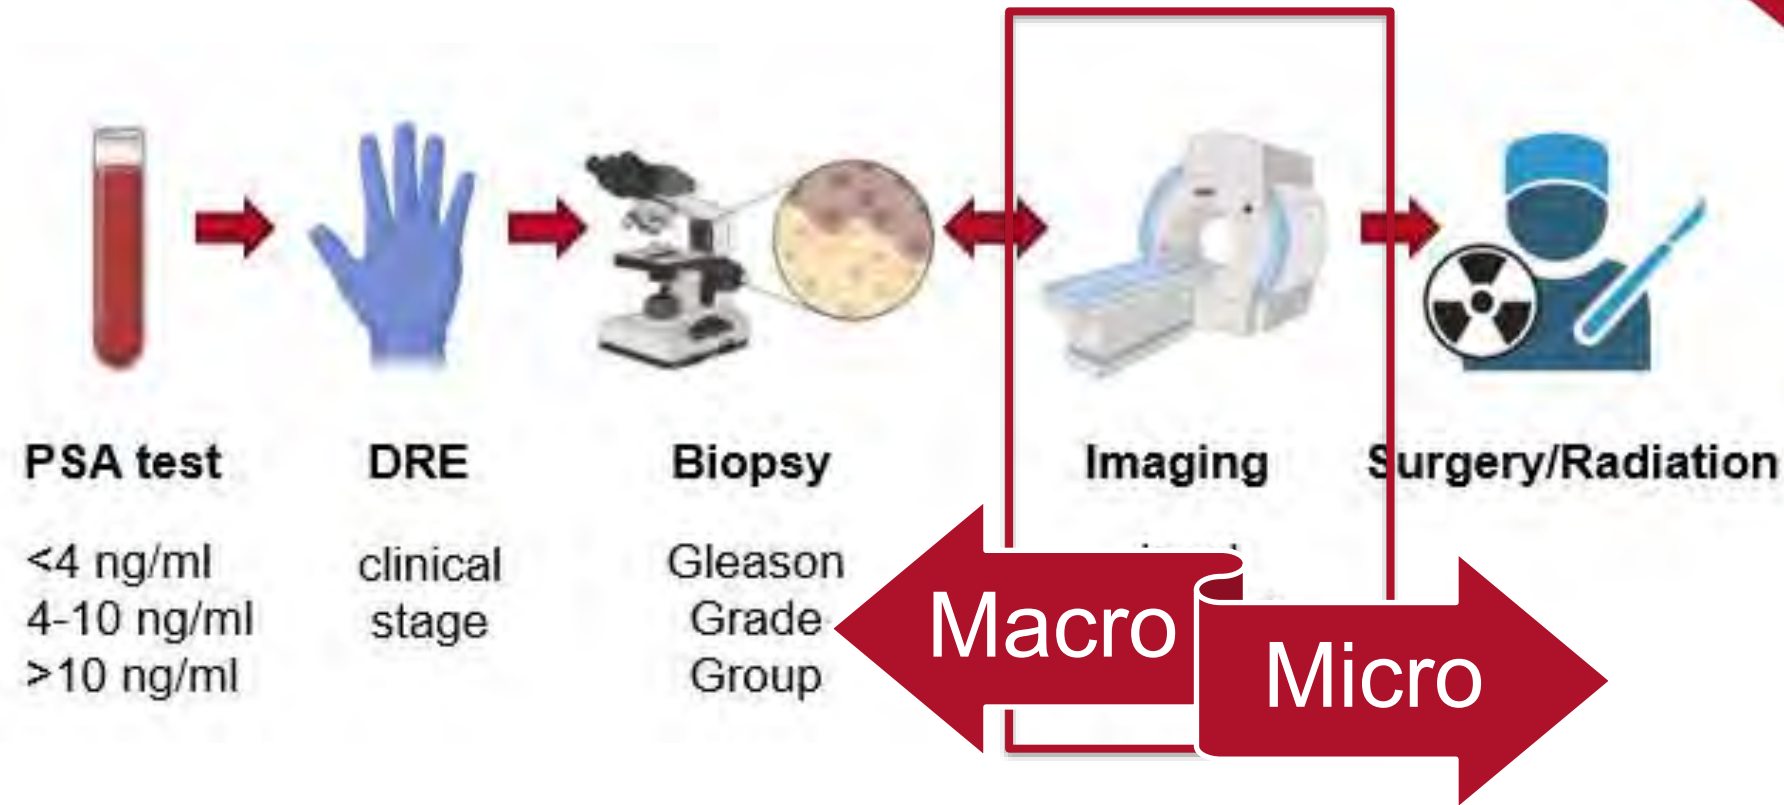 PSA test
<4 ng/ml
4-10 ng/ml
>10 ng/ml
DRE
clinical
stage
Biopsy
Gleason
Grade
Group
Imaging
Surgery/Radiation
Macro
Micro